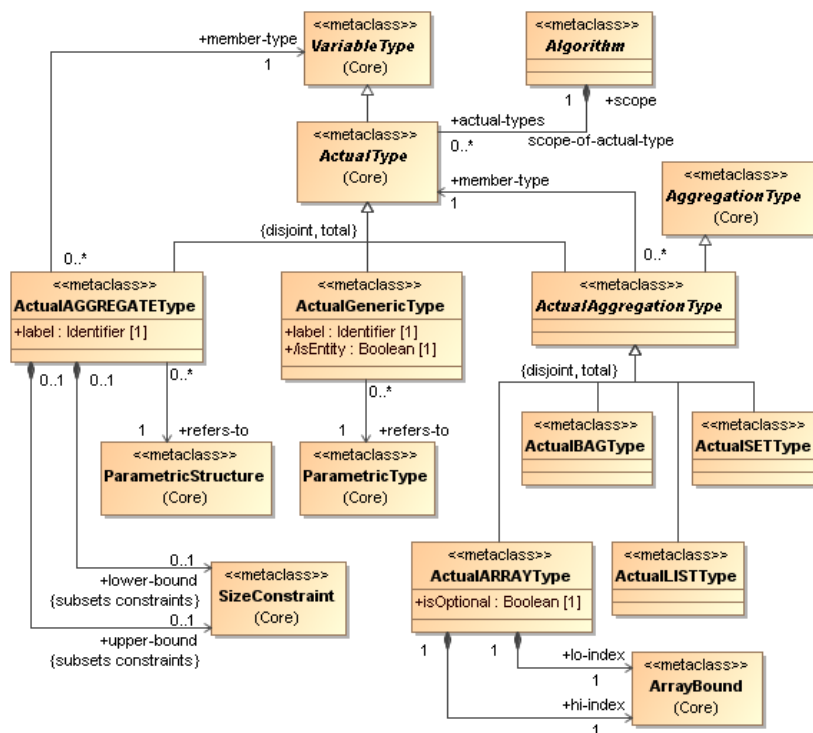 <<metaclass>>
VariableType
(Core)
<<metaclass>>
Algorithm
+member-type
1
1
+scope
+actual-types
0..*
scope-of-actual-type
<<metaclass>>
ActualType
(Core)
+member-type
1
<<metaclass>>
AggregationType
(Core)
{disjoint, total}
0..*
0..*
<<metaclass>>
ActualAGGREGATEType
+label : Identifier [1]
<<metaclass>>
ActualGenericType
+label : Identifier [1]
+/isEntity : Boolean [1]
<<metaclass>>
ActualAggregationType
0..1
0..1
0..*
0..*
{disjoint, total}
1
+refers-to
1
+refers-to
<<metaclass>>
ParametricStructure
(Core)
<<metaclass>>
ParametricType
(Core)
<<metaclass>>
ActualBAGType
<<metaclass>>
ActualSETType
0..1
+lower-bound
{subsets constraints}
0..1
+upper-bound
{subsets constraints}
<<metaclass>>
SizeConstraint
(Core)
<<metaclass>>
ActualARRAYType
+isOptional : Boolean [1]
<<metaclass>>
ActualLISTType
1
1
+lo-index
1
+hi-index
1
<<metaclass>>
ArrayBound
(Core)